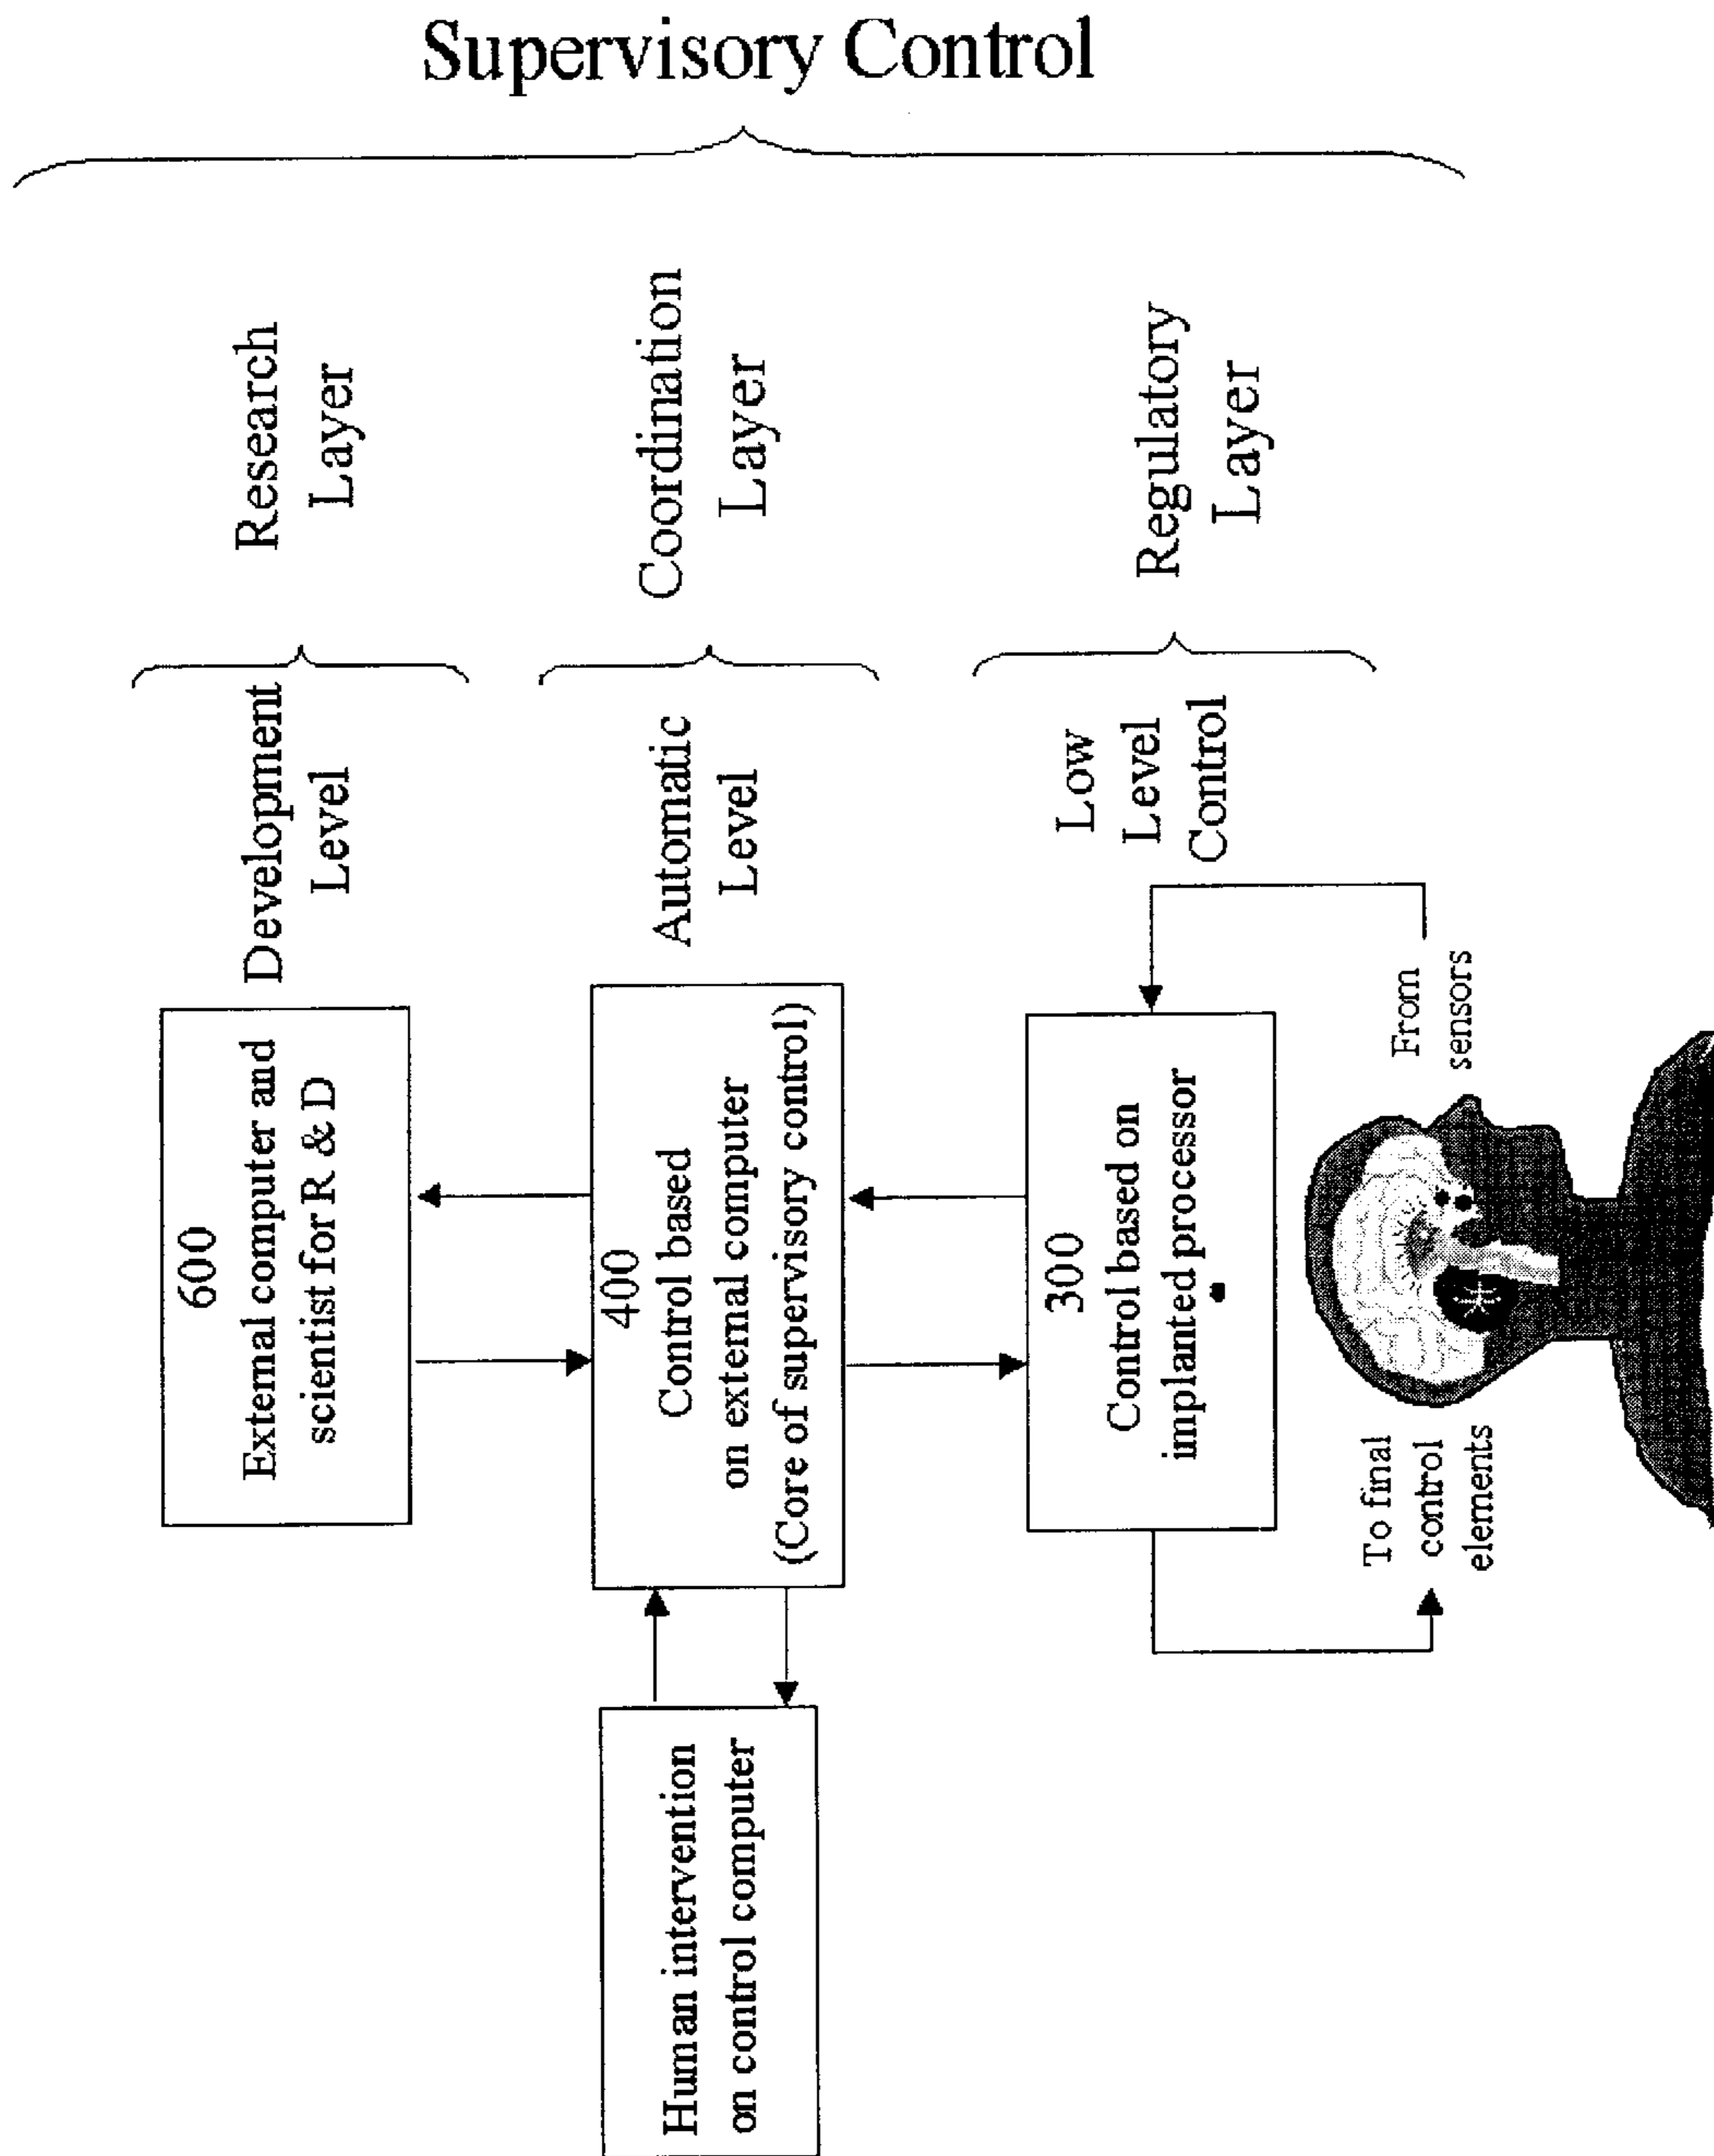 Supervisory Control
600
External computer and
scientist for R & D
Development
Level
Research
Layer
Human intervention
on control computer
400
Control based
on external computer
(Core of supervisory control)
Automatic
Level
Coordination
Layer
300
Control based on
implanted processor
Low
Level
Control
Regulatory
Layer
To final
control
elements
From
sensors